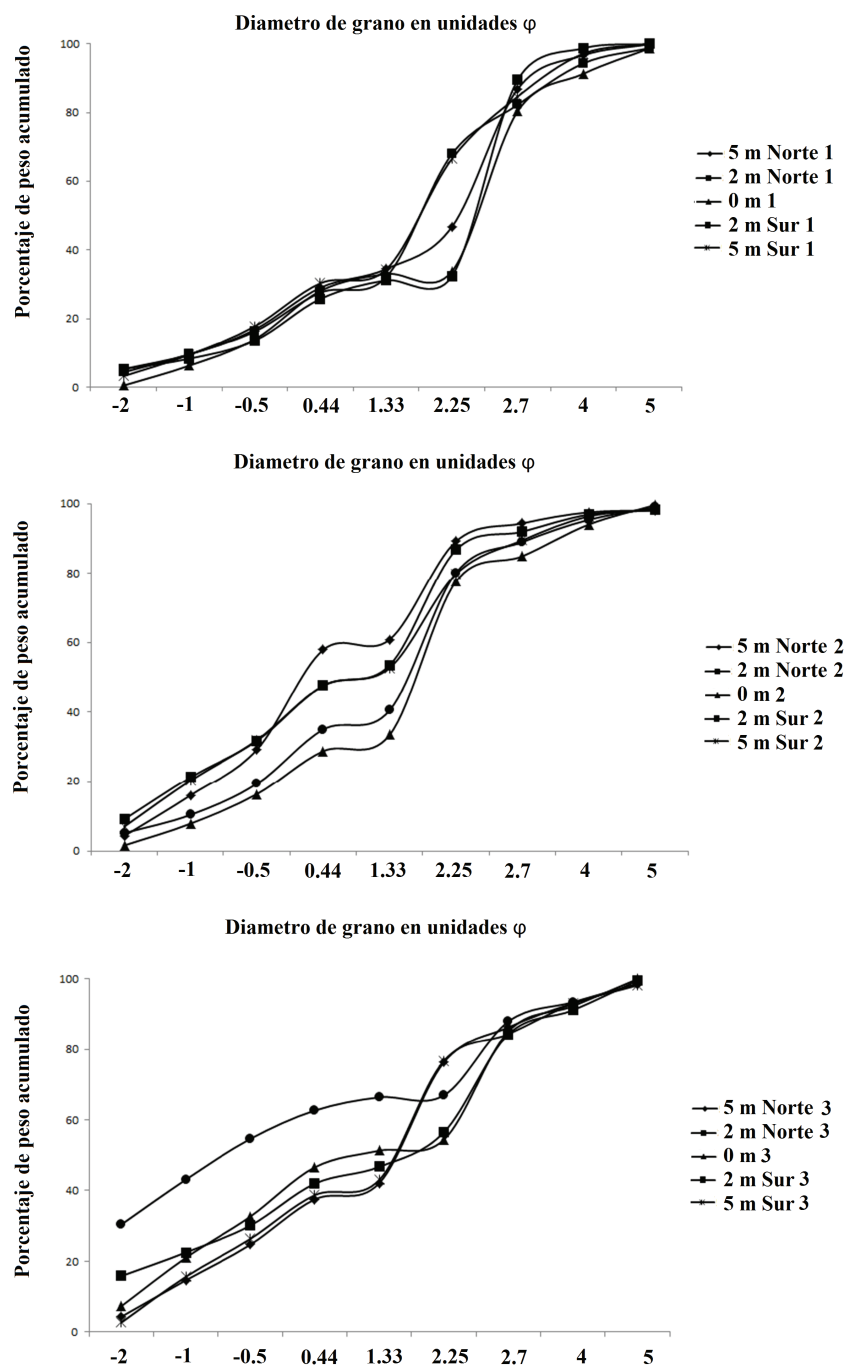 Diametro de grano en unidades φ
Porcentaje de peso acumulado
100
80
60
40
20
0
-2 -1 -0.5 0.44 1.33 2.25 2.7 4 5
5 m Norte 1
2 m Norte 1
0 m 1
2 m Sur 1
5 m Sur 1
Diametro de grano en unidades φ
Porcentaje de peso acumulado
100
80
60
40
20
0
-2 -1 -0.5 0.44 1.33 2.25 2.7 4 5
5 m Norte 2
2 m Norte 2
0 m 2
2 m Sur 2
5 m Sur 2
Diametro de grano en unidades φ
Porcentaje de peso acumulado
100
80
60
40
20
0
-2 -1 -0.5 0.44 1.33 2.25 2.7 4 5
5 m Norte 3
2 m Norte 3
0 m 3
2 m Sur 3
5 m Sur 3